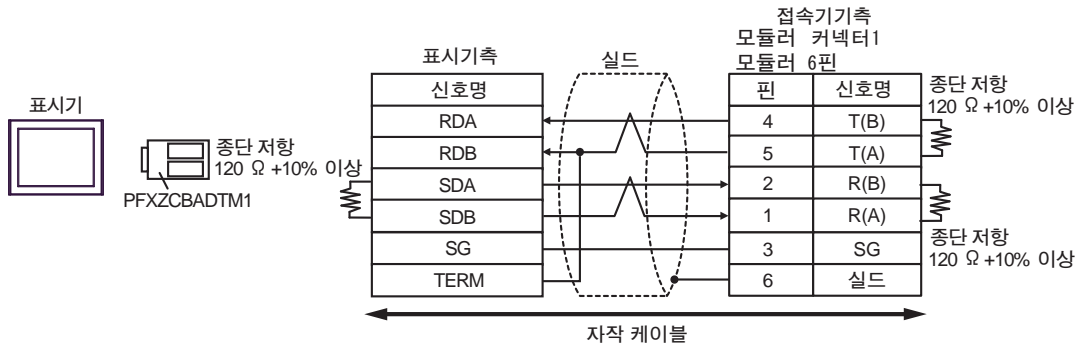 접속기기측
모듈러 커넥터1
모듈러 6핀
표시기측
실드
표시기
종단 저항
120 Ω +10% 이상
PFXZCBADTM1
신호명
RDA
RDB
SDA
SDB
SG
TERM
핀 신호명
4 T(B)
5 T(A)
2 R(B)
1 R(A)
3 SG
6 실드
종단 저항
120 Ω +10% 이상
종단 저항
120 Ω +10% 이상
자작 케이블